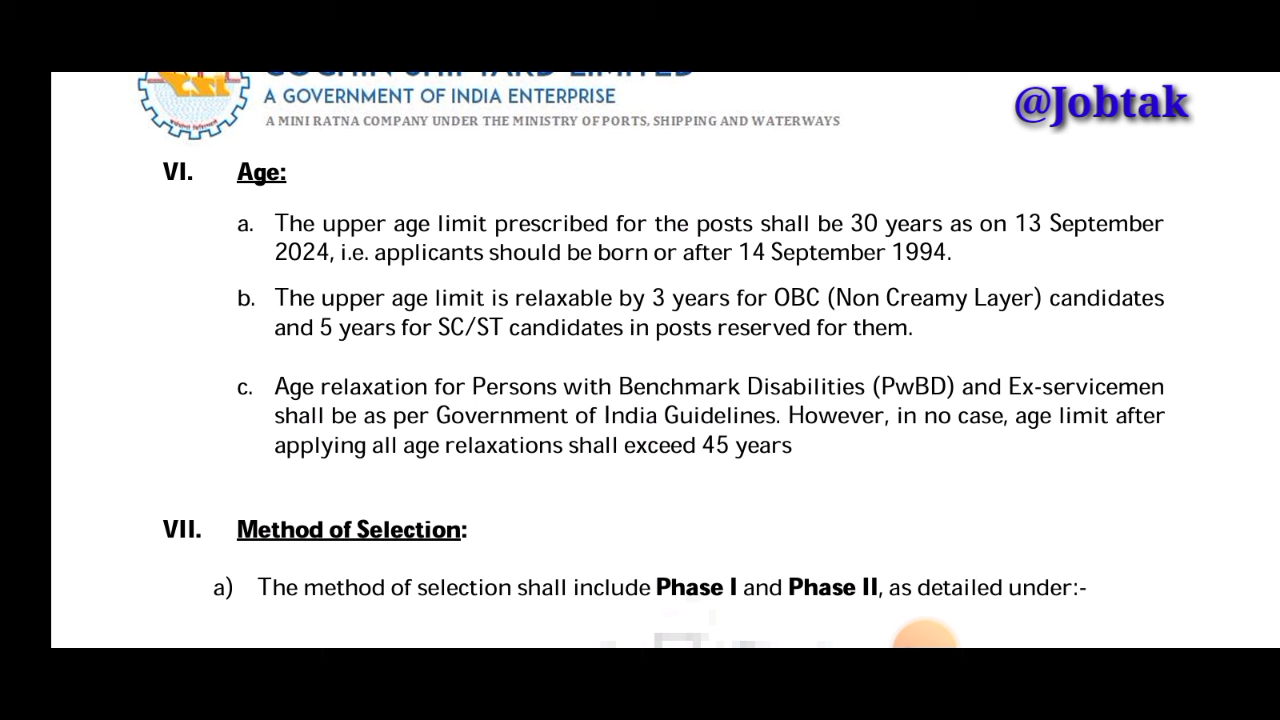 COCHIN SHIPYARD LIMITED
A GOVERNMENT OF INDIA ENTERPRISE
A MINI RATNA COMPANY UNDER THE MINISTRY OF PORTS, SHIPPING AND WATERWAYS
@Jobtak
VI. Age:
a. The upper age limit prescribed for the posts shall be 30 years as on 13 September
2024, i.e. applicants should be born or after 14 September 1994.
b. The upper age limit is relaxable by 3 years for OBC (Non Creamy Layer) candidates
and 5 years for SC/ST candidates in posts reserved for them.
c. Age relaxation for Persons with Benchmark Disabilities (PwBD) and Ex-servicemen
shall be as per Government of India Guidelines. However, in no case, age limit after
applying all age relaxations shall exceed 45 years
VII. Method of Selection:
a) The method of selection shall include Phase I and Phase II, as detailed under:-